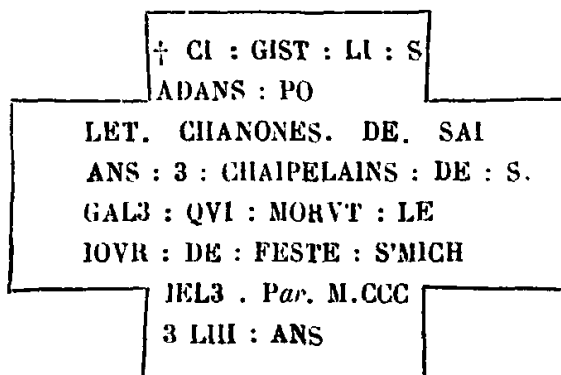 † CI : GIST : LI : S
ADANS : PO
LET. CHANONES. DE. SAI
ANS : 3 : CHAIPELAINS : DE : S.
GAL3 : QVI : MORVT : LE
IOVR : DE : FESTE : S'MICH
IEL3 . Par. M.CCC
3 LIII : ANS